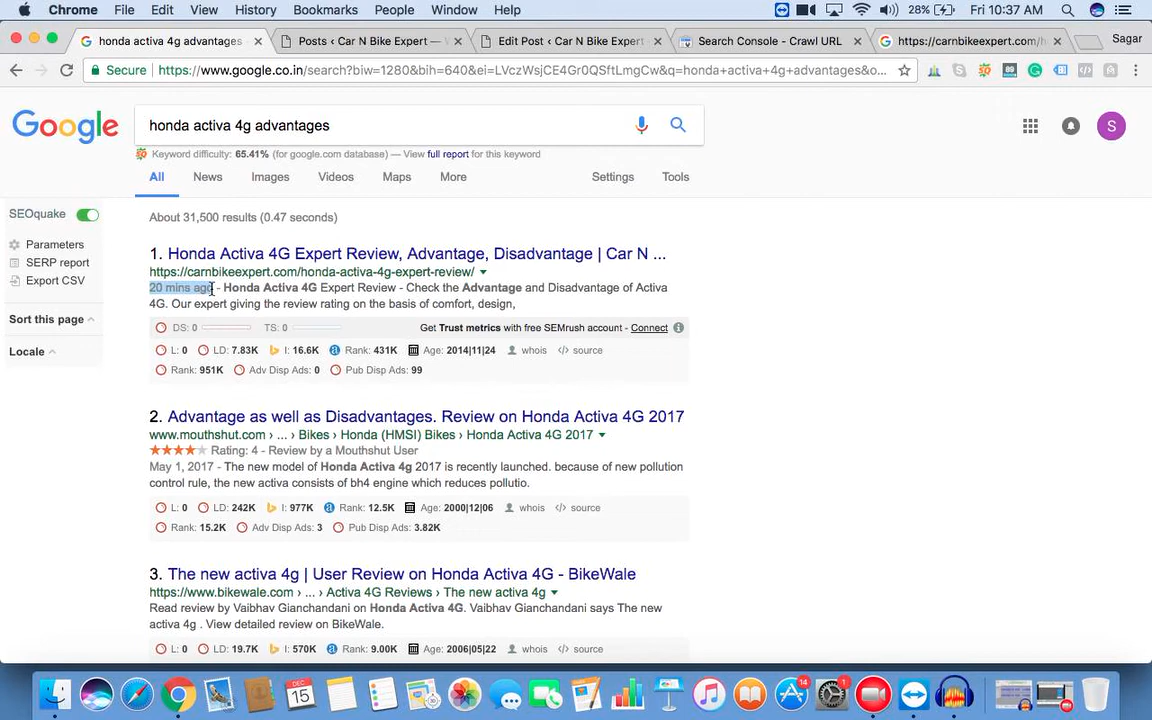 Chrome File Edit View History Bookmarks People Window Help 28% Fri 10:37 AM
honda activa 4g advantages Posts ‹ Car N Bike Expert — Edit Post ‹ Car N Bike Expert Search Console - Crawl URL https://carnbikeexpert.com/h Sagar
Secure https://www.google.co.in/search?biw=1280&bih=640&ei=LVczWsjCE4Gr0QSftLmgCw&q=honda+activa+4g+advantages&o...
Google honda activa 4g advantages S
Keyword difficulty: 65.41% (for google.com database) — View full report for this keyword
All News Images Videos Maps More Settings Tools
SEOquake
Parameters
SERP report
Export CSV
Sort this page
Locale
About 31,500 results (0.47 seconds)
1. Honda Activa 4G Expert Review, Advantage, Disadvantage | Car N ...
https://carnbikeexpert.com/honda-activa-4g-expert-review/
20 mins ago - Honda Activa 4G Expert Review - Check the Advantage and Disadvantage of Activa
4G. Our expert giving the review rating on the basis of comfort, design,
DS: 0 TS: 0 Get Trust metrics with free SEMrush account - Connect
L: 0 LD: 7.83K I: 16.6K Rank: 431K Age: 2014|11|24 whois source
Rank: 951K Adv Disp Ads: 0 Pub Disp Ads: 99
2. Advantage as well as Disadvantages. Review on Honda Activa 4G 2017
www.mouthshut.com › ... › Bikes › Honda (HMSI) Bikes › Honda Activa 4G 2017
Rating: 4 - Review by a Mouthshut User
May 1, 2017 - The new model of Honda Activa 4g 2017 is recently launched. because of new pollution
control rule, the new activa consists of bh4 engine which reduces pollutio.
L: 0 LD: 242K I: 977K Rank: 12.5K Age: 2000|12|06 whois source
Rank: 15.2K Adv Disp Ads: 3 Pub Disp Ads: 3.82K
3. The new activa 4g | User Review on Honda Activa 4G - BikeWale
https://www.bikewale.com › ... › Activa 4G Reviews › The new activa 4g
Read review by Vaibhav Gianchandani on Honda Activa 4G. Vaibhav Gianchandani says The new
activa 4g . View detailed review on BikeWale.
L: 0 LD: 19.7K I: 570K Rank: 9.00K Age: 2006|05|22 whois source
DEC
15
14
1